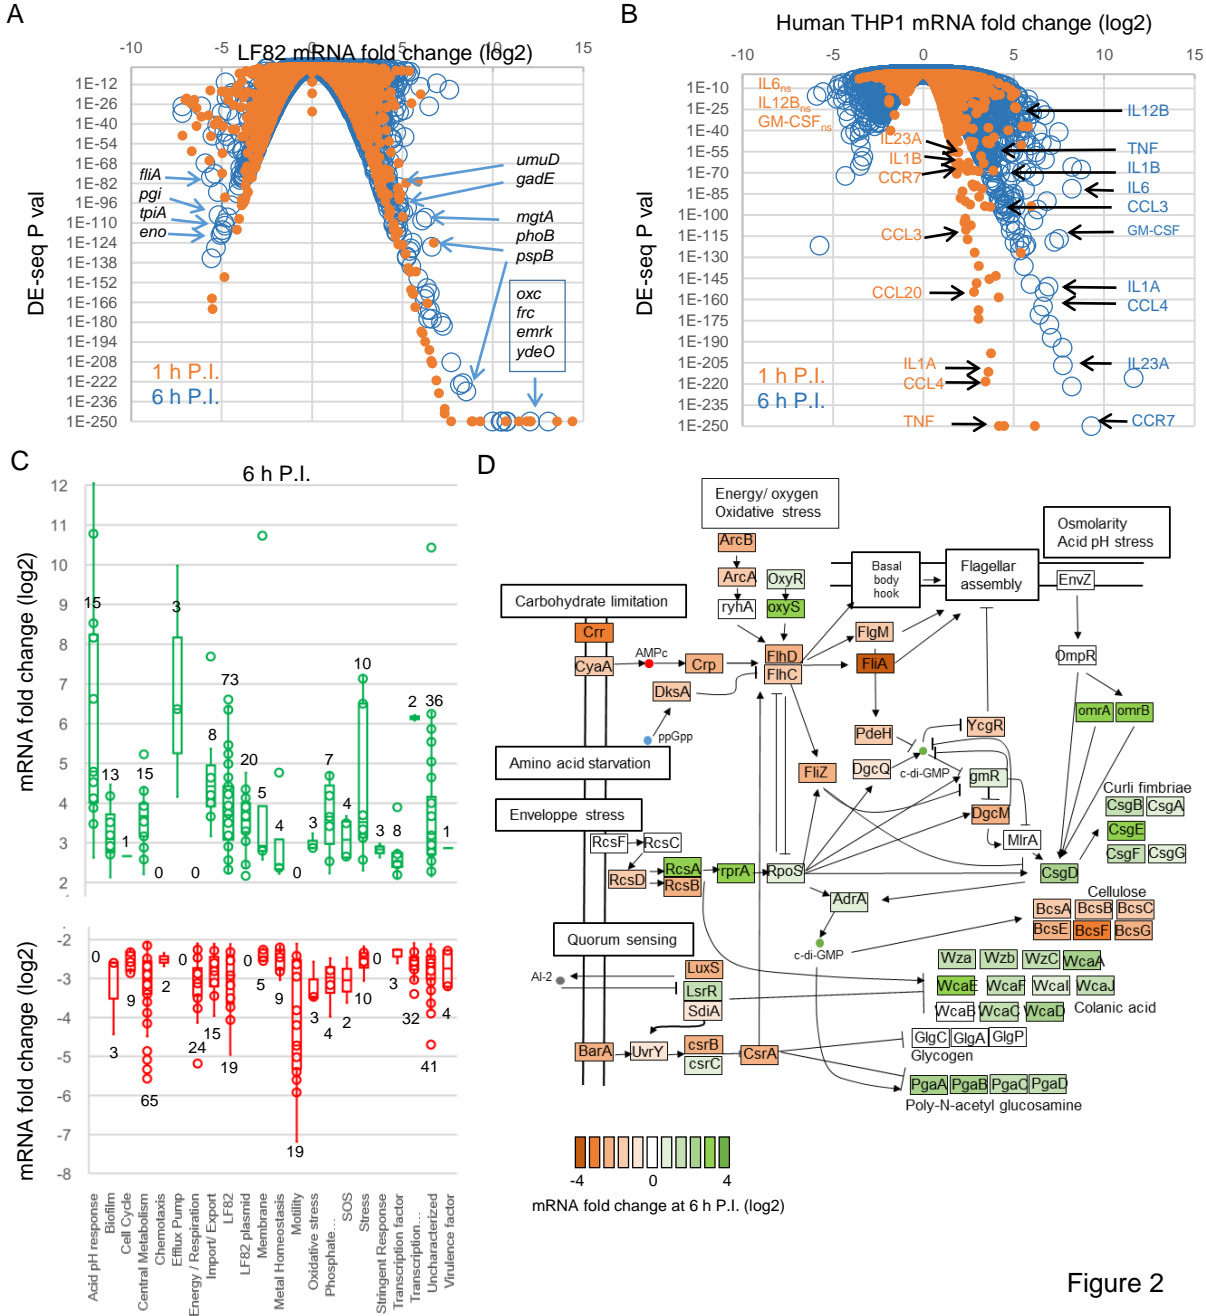 A
LF82 mRNA fold change (log2)
-10 -5 0 5 10 15
DE-seq P val
1E-12
1E-26
1E-40
1E-54
1E-68
1E-82
1E-96
1E-110
1E-124
1E-138
1E-152
1E-166
1E-180
1E-194
1E-208
1E-222
1E-236
1E-250
fliA
pgi
tpiA
eno
umuD
gadE
mgtA
phoB
pspB
oxc
frc
emrk
ydeO
1 h P.I.
6 h P.I.
B
Human THP1 mRNA fold change (log2)
-10 -5 0 5 10 15
DE-seq P val
1E-10
1E-25
1E-40
1E-55
1E-70
1E-85
1E-100
1E-115
1E-130
1E-145
1E-160
1E-175
1E-190
1E-205
1E-220
1E-235
1E-250
IL6ns
IL12Bns
GM-CSFns
IL23A
IL1B
CCR7
CCL3
CCL20
IL1A
CCL4
TNF
IL12B
TNF
IL1B
IL6
CCL3
GM-CSF
IL1A
CCL4
IL23A
CCR7
1 h P.I.
6 h P.I.
C
6 h P.I.
mRNA fold change (log2)
12
11
10
9
8
7
6
5
4
3
2
15 13 1 15 0 3 0 8 73 20 5 4 0 3 7 4 10 3 8 2 36 1
mRNA fold change (log2)
-2
-3
-4
-5
-6
-7
-8
0 3 9 65 2 0 24 15 19 0 5 9 19 3 4 2 10 0 3 32 41 4
Acid pH response
Biofilm
Cell Cycle
Central Metabolism
Chemotaxis
Efflux Pump
Energy / Respiration
Import/ Export
LF82
LF82 plasmid
Membrane
Metal Homeostasis
Motility
Oxidative stress
Phosphate...
SOS
Stress
Stringent Response
Transcription factor
Transcription...
Uncharacterized
Virulence factor
D
Energy/ oxygen
Oxidative stress
Osmolarity
Acid pH stress
Basal
body
hook
Flagellar
assembly
Carbohydrate limitation
Amino acid starvation
Enveloppe stress
Quorum sensing
ArcB
ArcA
ryhA
OxyR
oxyS
EnvZ
OmpR
omrA omrB
Crr
CyaA
AMPc
Crp
DksA
ppGpp
FlhD
FlhC
FlgM
FliA
PdeH
YcgR
FliZ
DgcQ
c-di-GMP
gmR
DgcM
MlrA
Curli fimbriae
CsgB CsgA
CsgE
CsgF CsgG
CsgD
RcsF RcsC
RcsD
RcsA
RcsB
rprA
RpoS
AdrA
c-di-GMP
Cellulose
BcsA BcsB BcsC
BcsE BcsF BcsG
AI-2
LuxS
LsrR
SdiA
Wza Wzb WzC WcaA
WcaE WcaF WcaI WcaJ
WcaB WcaC WcaD
Colanic acid
BarA
UvrY
csrB
csrC
CsrA
GlgC GlgA GlgP
Glycogen
PgaA PgaB PgaC PgaD
Poly-N-acetyl glucosamine
-4 0 4
mRNA fold change at 6 h P.I. (log2)
Figure 2